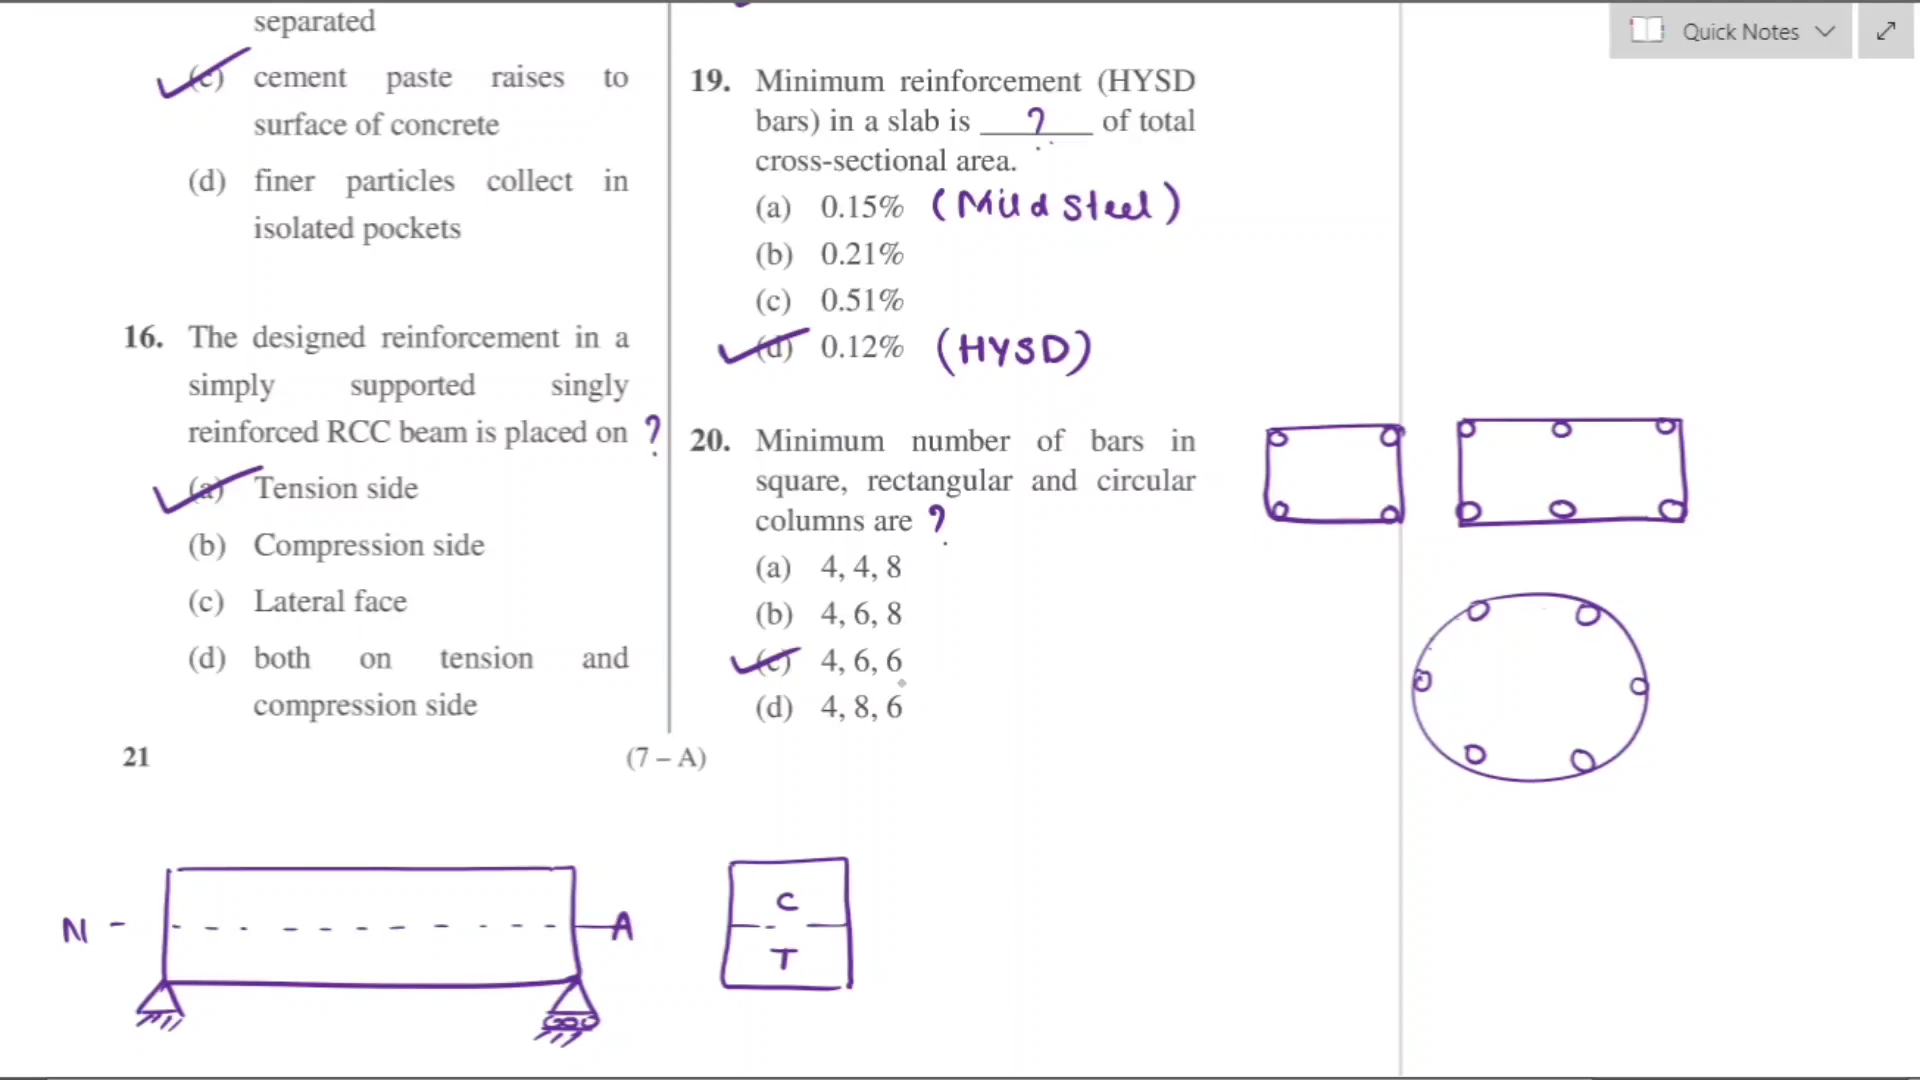 Quick Notes
separated
(c) cement paste raises to
surface of concrete
(d) finer particles collect in
isolated pockets
16. The designed reinforcement in a
simply supported singly
reinforced RCC beam is placed on ?
(a) Tension side
(b) Compression side
(c) Lateral face
(d) both on tension and
compression side
21
(7 – A)
19. Minimum reinforcement (HYSD
bars) in a slab is ___?___ of total
cross-sectional area.
(a) 0.15% (Mild Steel)
(b) 0.21%
(c) 0.51%
(d) 0.12% (HYSD)
20. Minimum number of bars in
square, rectangular and circular
columns are ?
(a) 4, 4, 8
(b) 4, 6, 8
(c) 4, 6, 6
(d) 4, 8, 6
N - A
C
T